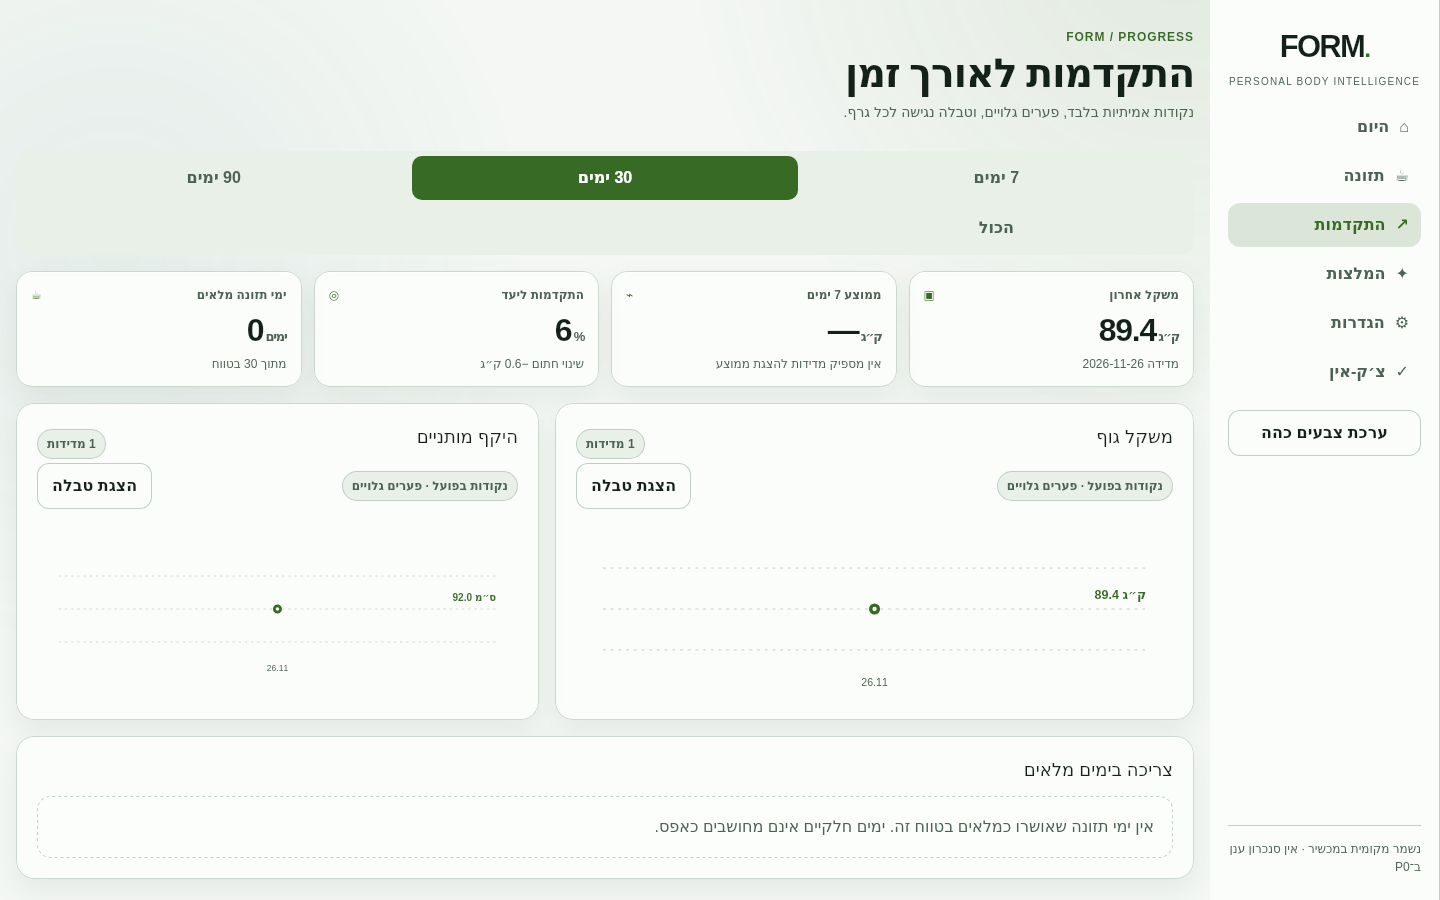 FORM.
PERSONAL BODY INTELLIGENCE
היום
תזונה
התקדמות
המלצות
הגדרות
צ׳ק-אין
ערכת צבעים כהה
נשמר מקומית במכשיר · אין סנכרון ענן
ב־P0
FORM / PROGRESS
התקדמות לאורך זמן
נקודות אמיתיות בלבד, פערים גלויים, וטבלה נגישה לכל גרף.
7 ימים
30 ימים
90 ימים
הכול
משקל אחרון
89.4 ק״ג
מדידה 2026-11-26
ממוצע 7 ימים
— ק״ג
אין מספיק מדידות להצגת ממוצע
התקדמות ליעד
6%
שינוי חתום −0.6 ק״ג
ימי תזונה מלאים
0 ימים
מתוך 30 בטווח
משקל גוף
1 מדידות
נקודות בפועל · פערים גלויים
הצגת טבלה
89.4 ק״ג
26.11
היקף מותניים
1 מדידות
נקודות בפועל · פערים גלויים
הצגת טבלה
92.0 ס״מ
26.11
צריכה בימים מלאים
אין ימי תזונה שאושרו כמלאים בטווח זה. ימים חלקיים אינם מחושבים כאפס.